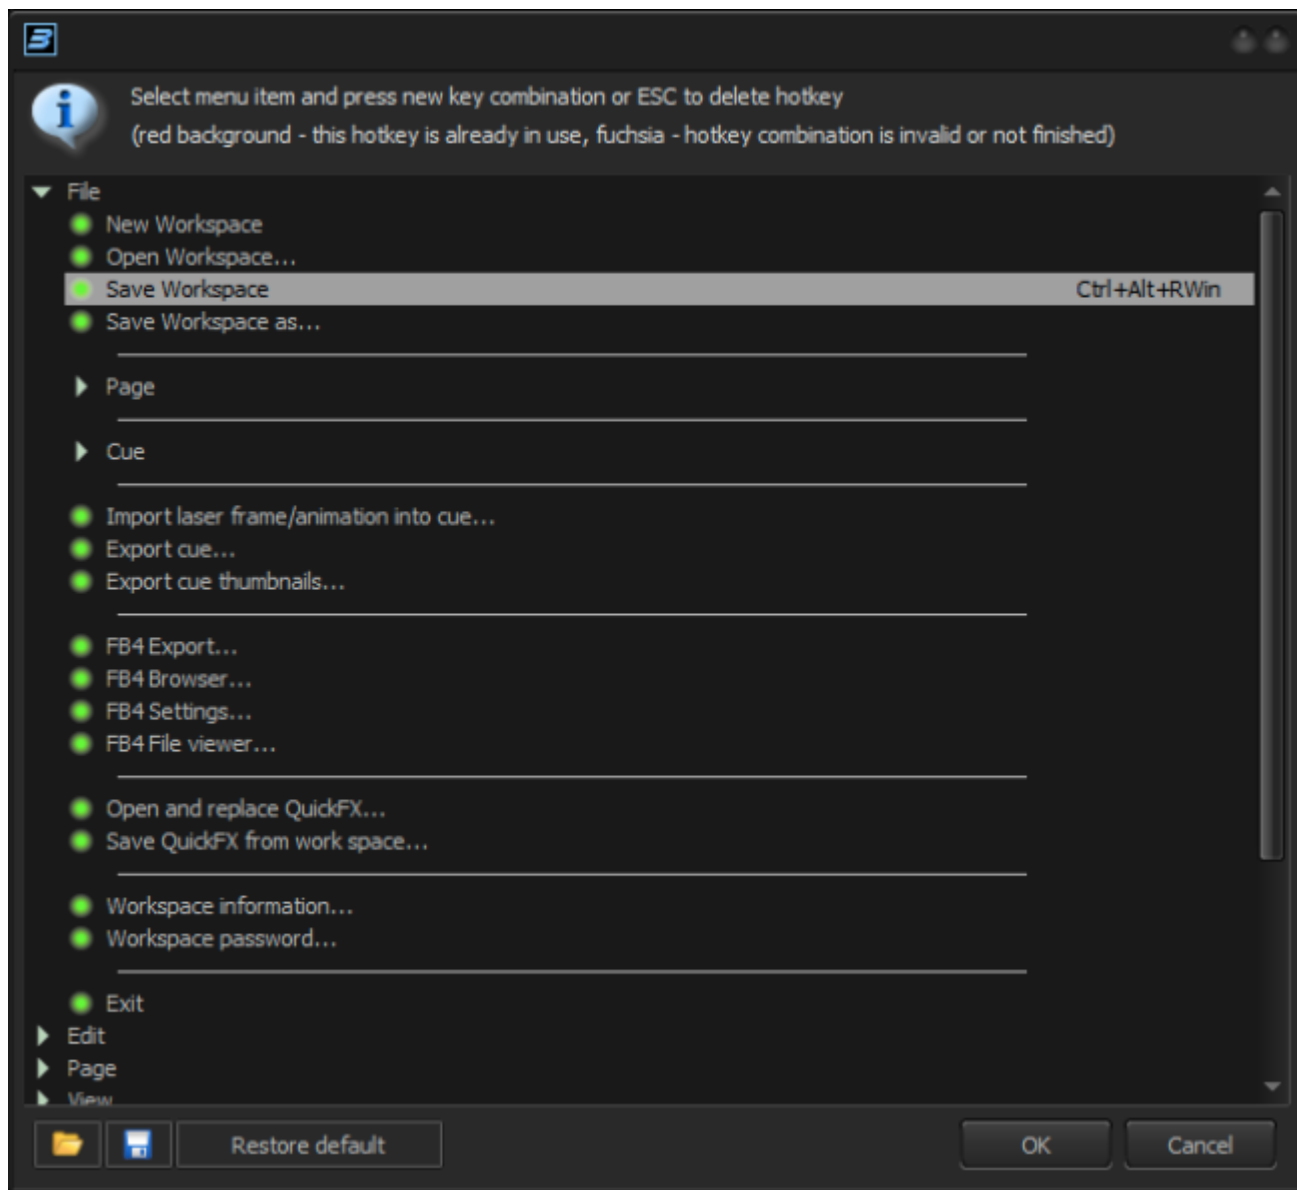 Select menu item and press new key combination or ESC to delete hotkey
(red background - this hotkey is already in use, fuchsia - hotkey combination is invalid or not finished)
File
New Workspace
Open Workspace...
Save Workspace Ctrl+Alt+RWin
Save Workspace as...
Page
Cue
Import laser frame/animation into cue...
Export cue...
Export cue thumbnails...
FB4 Export...
FB4 Browser...
FB4 Settings...
FB4 File viewer...
Open and replace QuickFX...
Save QuickFX from work space...
Workspace information...
Workspace password...
Exit
Edit
Page
View
Restore default OK Cancel